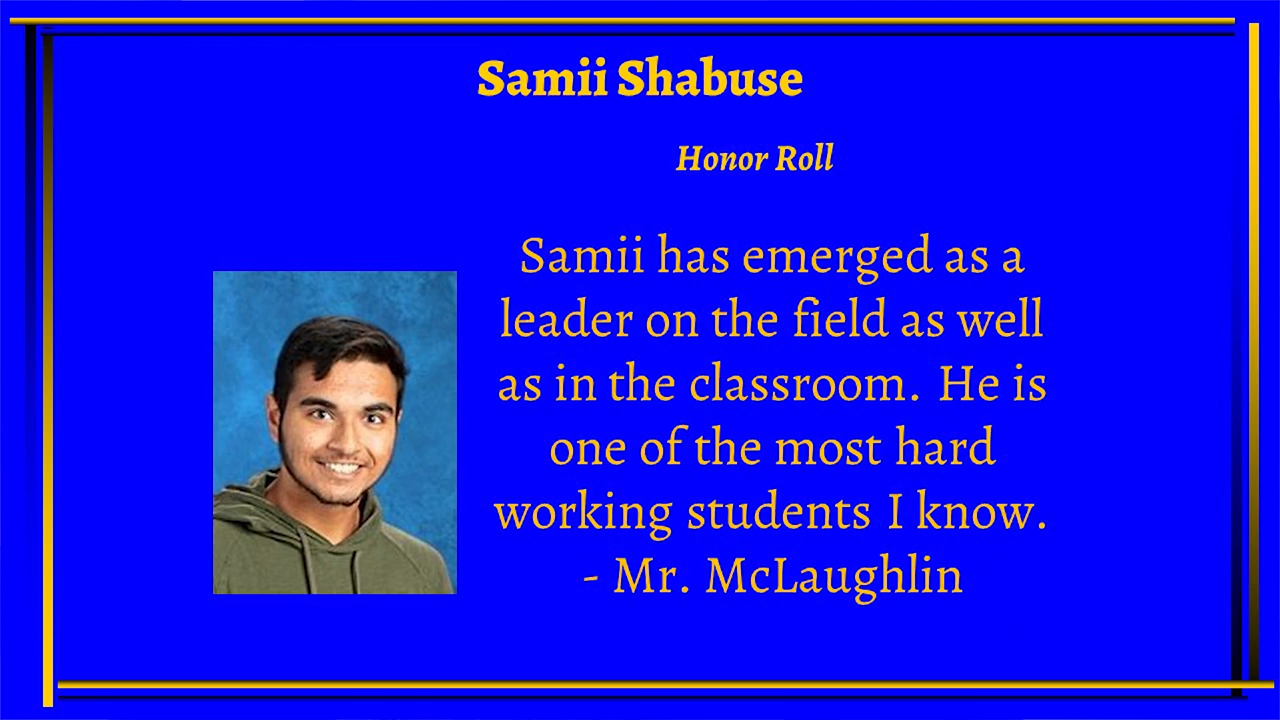 Samii Shabuse
Honor Roll
Samii has emerged as a
leader on the field as well
as in the classroom. He is
one of the most hard
working students I know.
- Mr. McLaughlin